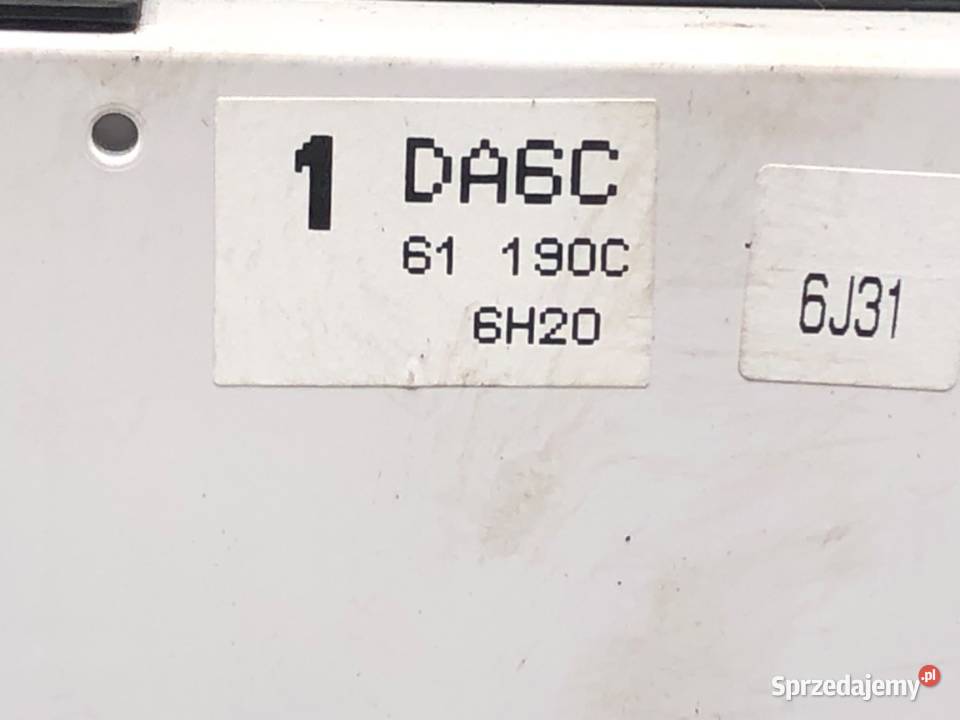 1 DA6C
61 190C
6H20
6J31
Sprzedajemy.pl